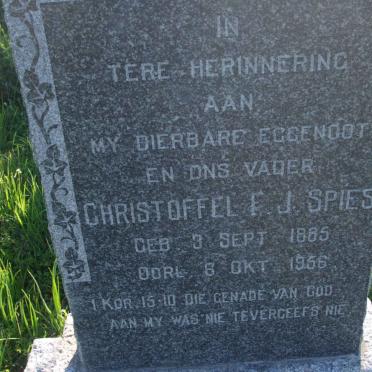 IN
TERE HERINNERING
AAN
MY DIERBARE EGGENOOT
EN ONS VADER
CHRISTOFFEL F. J. SPIES
GEB. 3 SEPT. 1885
OORL. 8 OKT. 1956
1 KOR. 15-10 DIE GENADE VAN GOD
AAN MY WAS NIE TEVERGEEFS NIE